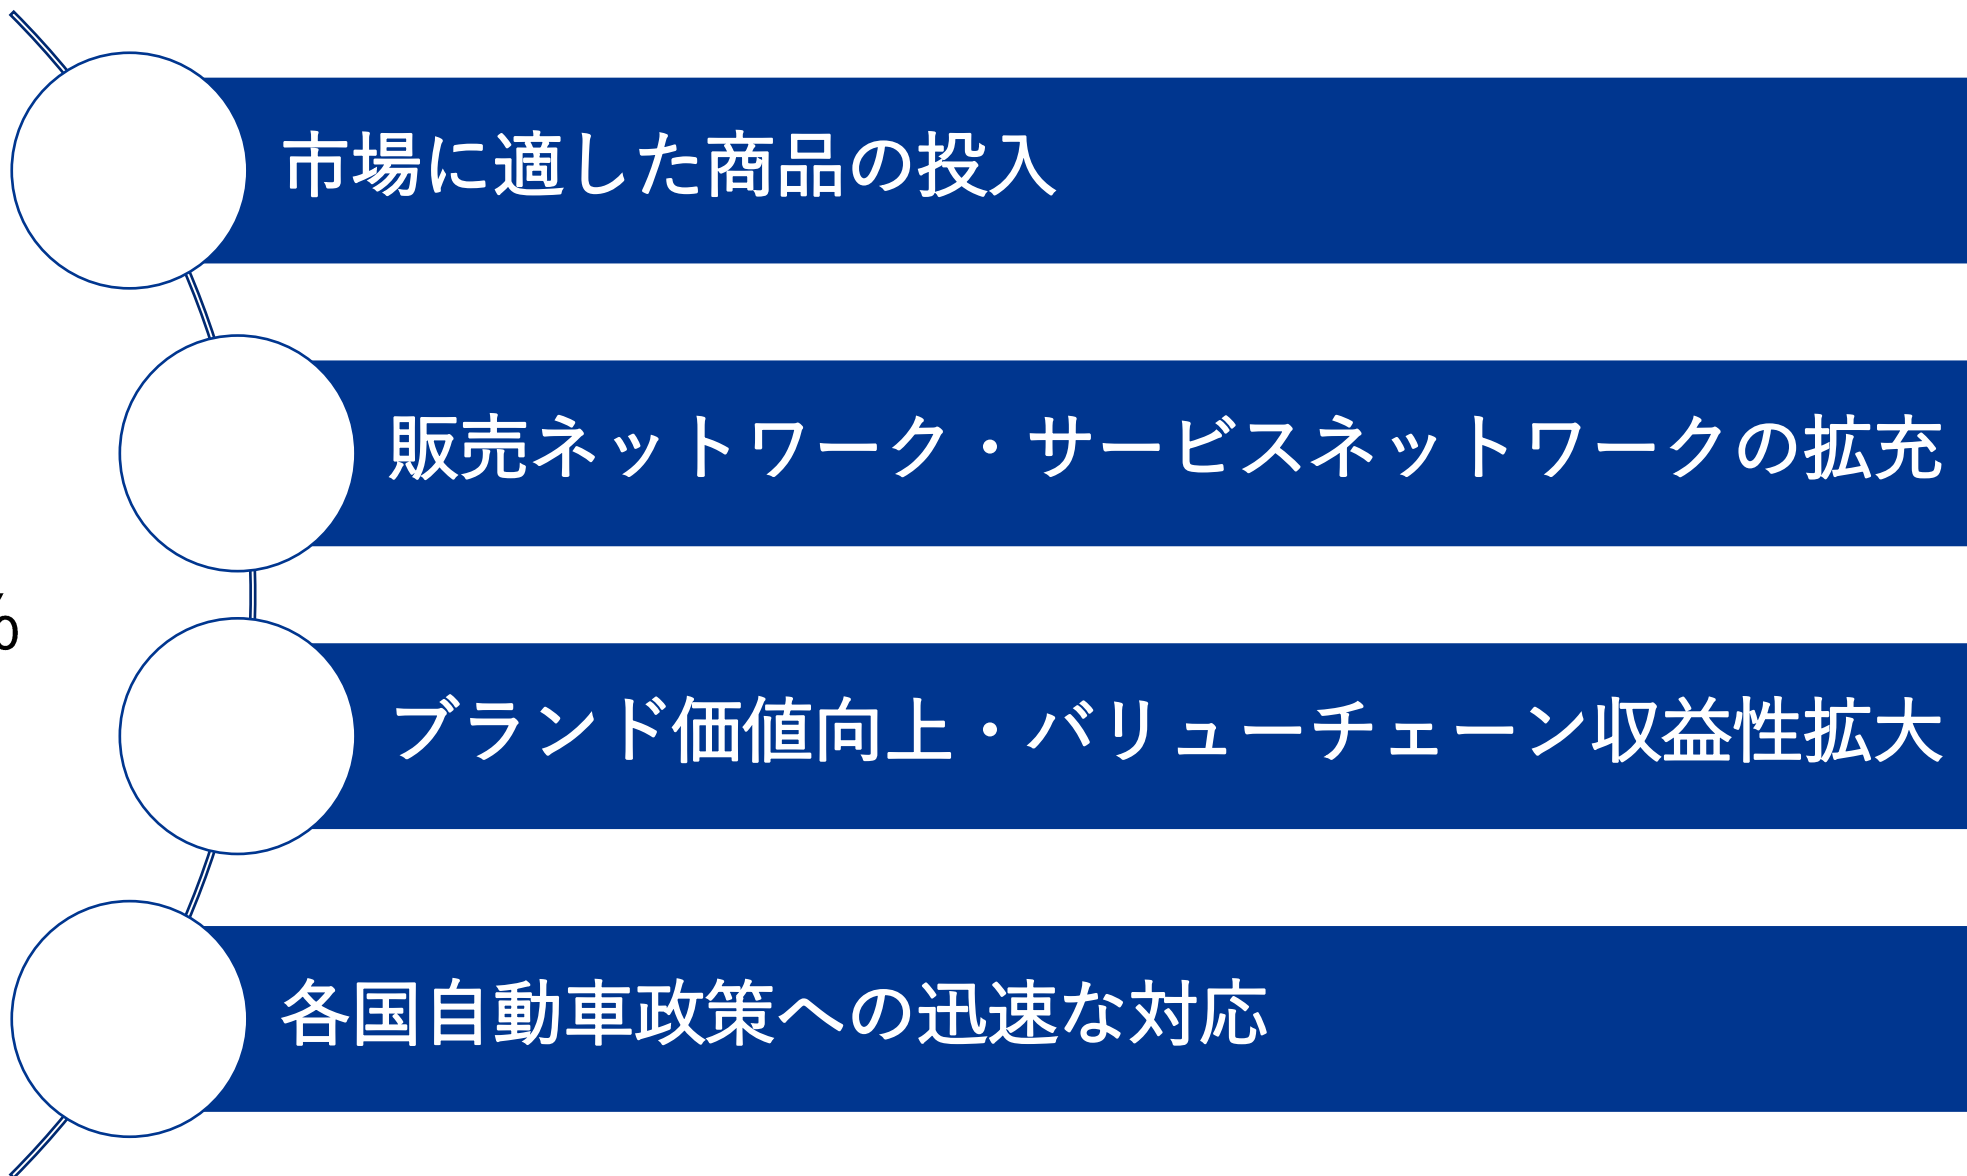 市場に適した商品の投入
販売ネットワーク・サービスネットワークの拡充
%
ブランド価値向上・バリューチェーン収益性拡大
各国自動車政策への迅速な対応